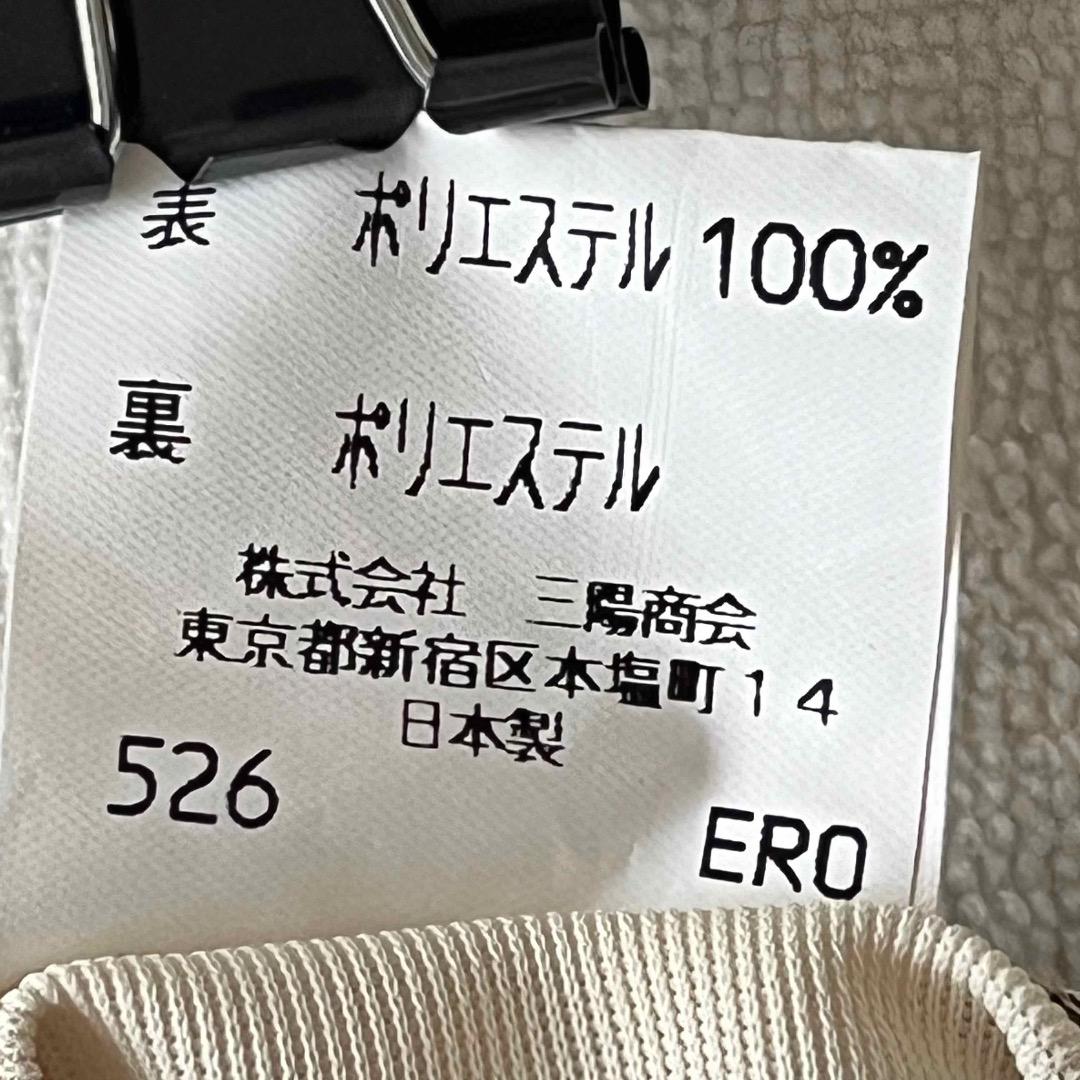 表 ポリエステル 100%
裏 ポリエステル
株式会社 三陽商会
東京都新宿区本塩町14
日本製
526
ERO